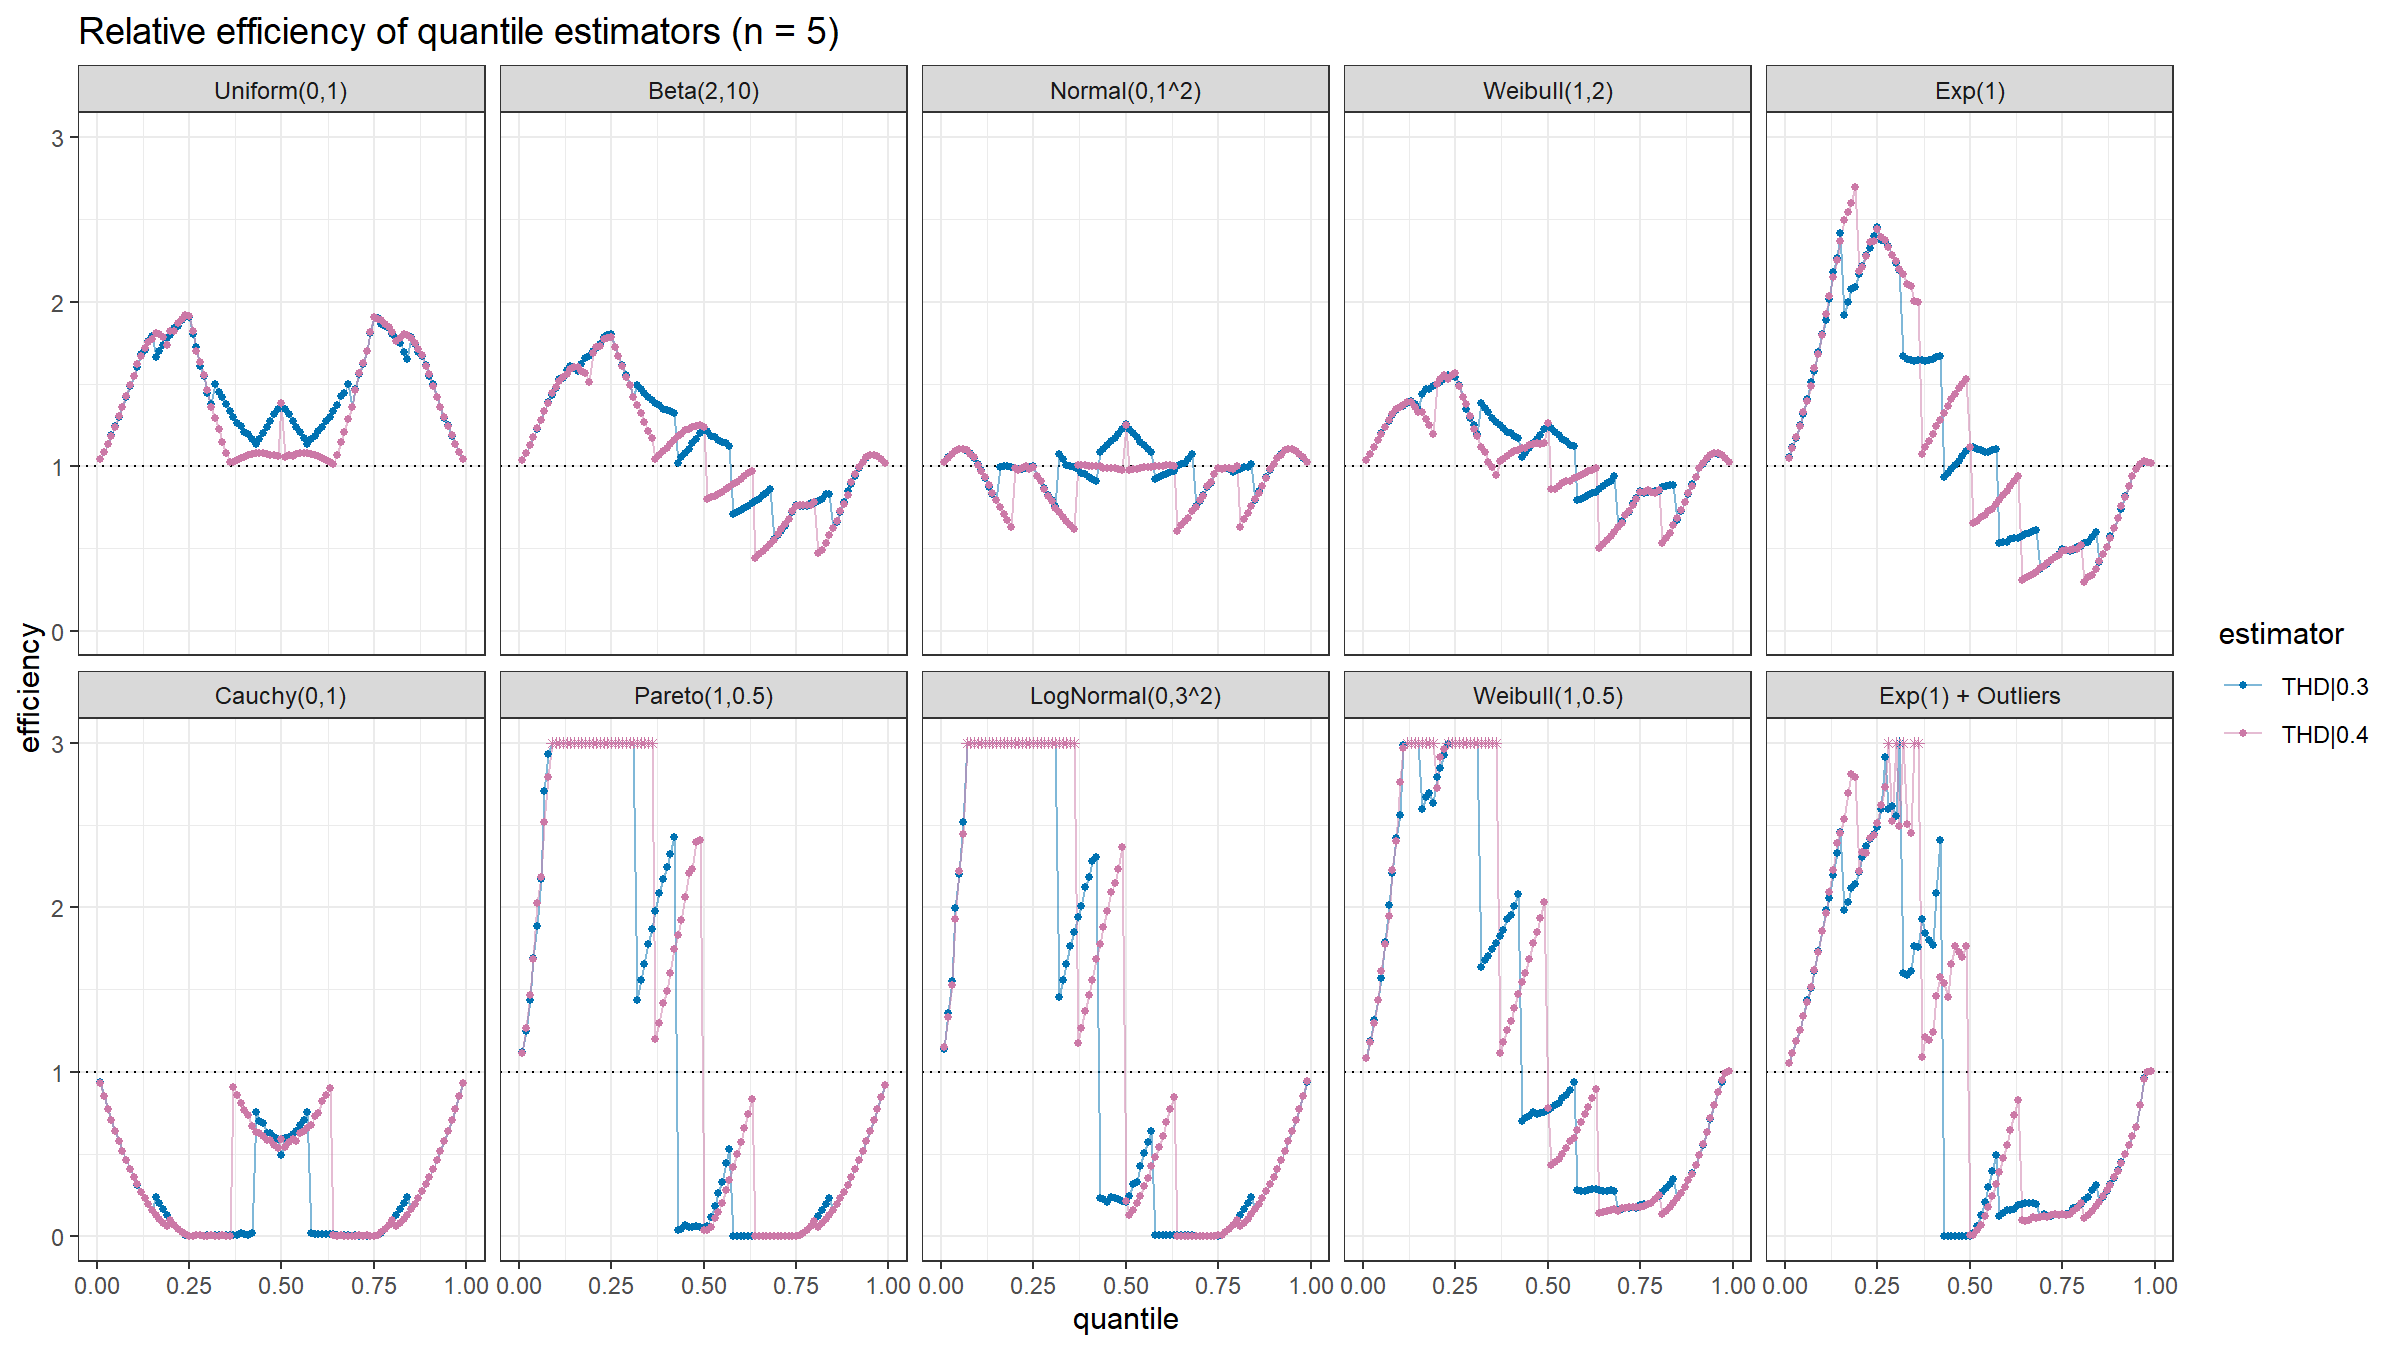 Relative efficiency of quantile estimators (n = 5)
Uniform(0,1)
Beta(2,10)
Normal(0,1^2)
Weibull(1,2)
Exp(1)
3
2
1
0
Cauchy(0,1)
Pareto(1,0.5)
LogNormal(0,3^2)
Weibull(1,0.5)
Exp(1) + Outliers
3
2
1
0
efficiency
0.00 0.25 0.50 0.75 1.00
0.00 0.25 0.50 0.75 1.00
0.00 0.25 0.50 0.75 1.00
0.00 0.25 0.50 0.75 1.00
0.00 0.25 0.50 0.75 1.00
quantile
estimator
THD|0.3
THD|0.4